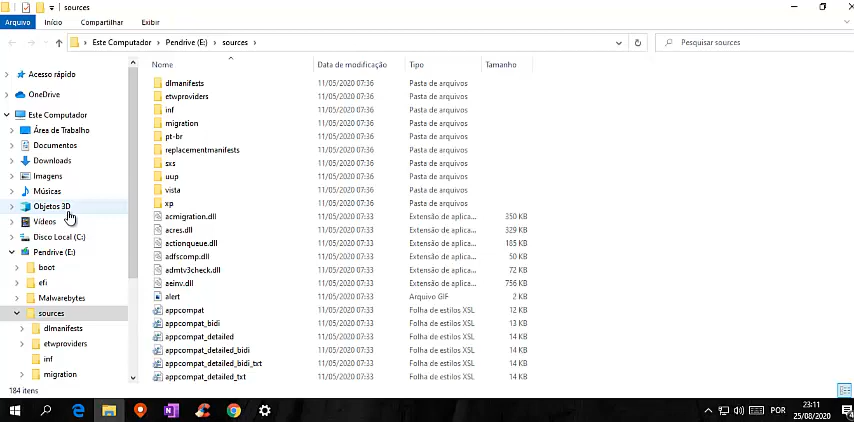 sources
Arquivo Início Compartilhar Exibir
Este Computador Pendrive (E:) sources Pesquisar sources
Nome Data de modificação Tipo Tamanho
Acesso rápido
OneDrive
Este Computador
Área de Trabalho
Documentos
Downloads
Imagens
Músicas
Objetos 3D
Vídeos
Disco Local (C:)
Pendrive (E:)
boot
efi
Malwarebytes
sources
dlmanifests
etwproviders
inf
migration
dlmanifests 11/05/2020 07:36 Pasta de arquivos
etwproviders 11/05/2020 07:36 Pasta de arquivos
inf 11/05/2020 07:36 Pasta de arquivos
migration 11/05/2020 07:36 Pasta de arquivos
pt-br 11/05/2020 07:36 Pasta de arquivos
replacementmanifests 11/05/2020 07:36 Pasta de arquivos
sxs 11/05/2020 07:36 Pasta de arquivos
uup 11/05/2020 07:36 Pasta de arquivos
vista 11/05/2020 07:36 Pasta de arquivos
xp 11/05/2020 07:36 Pasta de arquivos
acmigration.dll 11/05/2020 07:33 Extensão de aplica... 350 KB
acres.dll 11/05/2020 07:33 Extensão de aplica... 329 KB
actionqueue.dll 11/05/2020 07:33 Extensão de aplica... 185 KB
adfscomp.dll 11/05/2020 07:33 Extensão de aplica... 50 KB
admtv3check.dll 11/05/2020 07:33 Extensão de aplica... 72 KB
aeinv.dll 11/05/2020 07:33 Extensão de aplica... 756 KB
alert 11/05/2020 07:33 Arquivo GIF 2 KB
appcompat 11/05/2020 07:33 Folha de estilos XSL 12 KB
appcompat_bidi 11/05/2020 07:33 Folha de estilos XSL 13 KB
appcompat_detailed 11/05/2020 07:33 Folha de estilos XSL 14 KB
appcompat_detailed_bidi 11/05/2020 07:33 Folha de estilos XSL 14 KB
appcompat_detailed_bidi_txt 11/05/2020 07:33 Folha de estilos XSL 14 KB
appcompat_detailed_txt 11/05/2020 07:33 Folha de estilos XSL 14 KB
184 itens
POR
23:11
25/08/2020